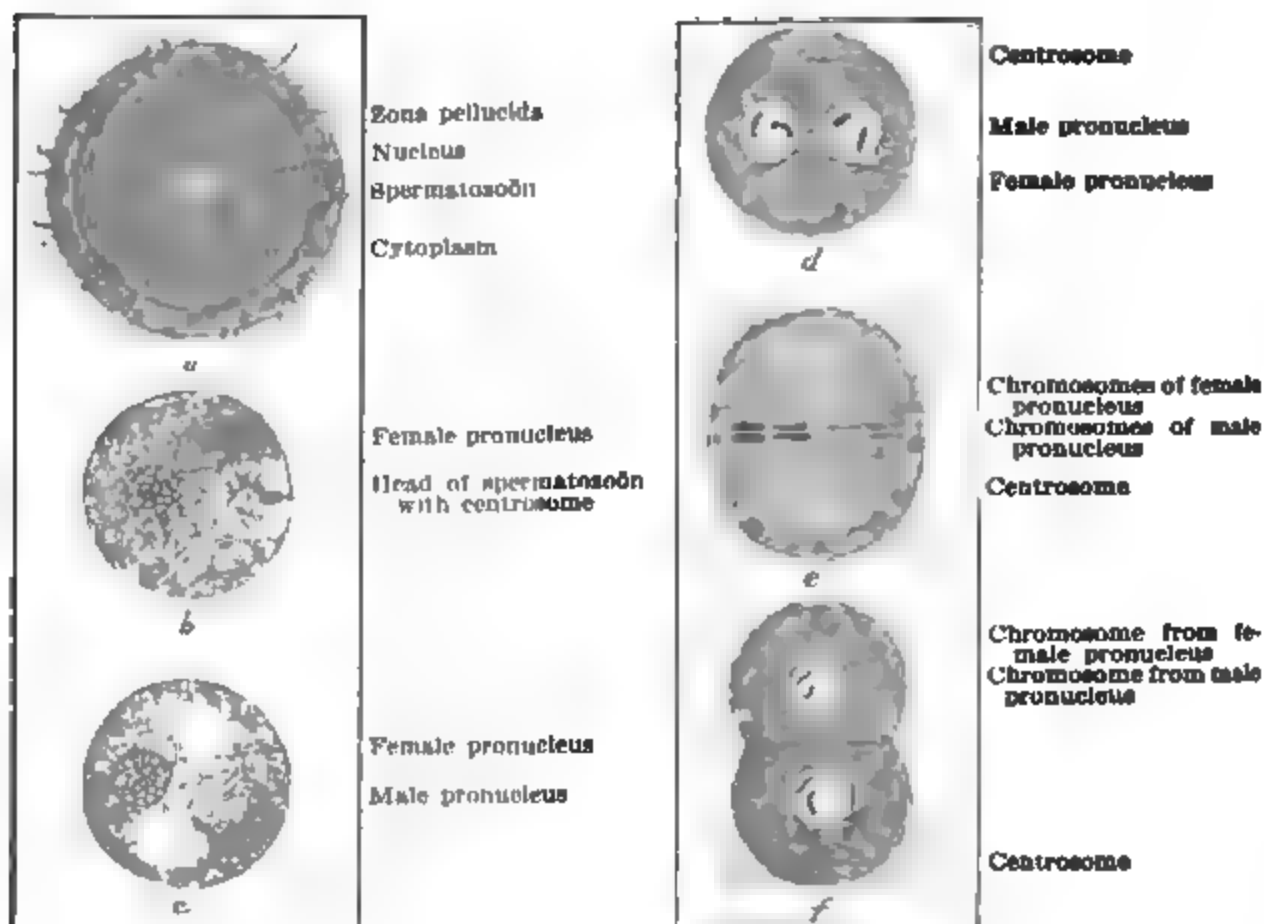 Zona pellucida
Nucleus
Spermatozoön
Cytoplasm
a
Female pronucleus
Head of spermatozoön
with centrosome
b
Female pronucleus
Male pronucleus
c
Centrosome
Male pronucleus
Female pronucleus
d
Chromosomes of female
pronucleus
Chromosomes of male
pronucleus
Centrosome
e
Chromosome from fe-
male pronucleus
Chromosome from male
pronucleus
Centrosome
f